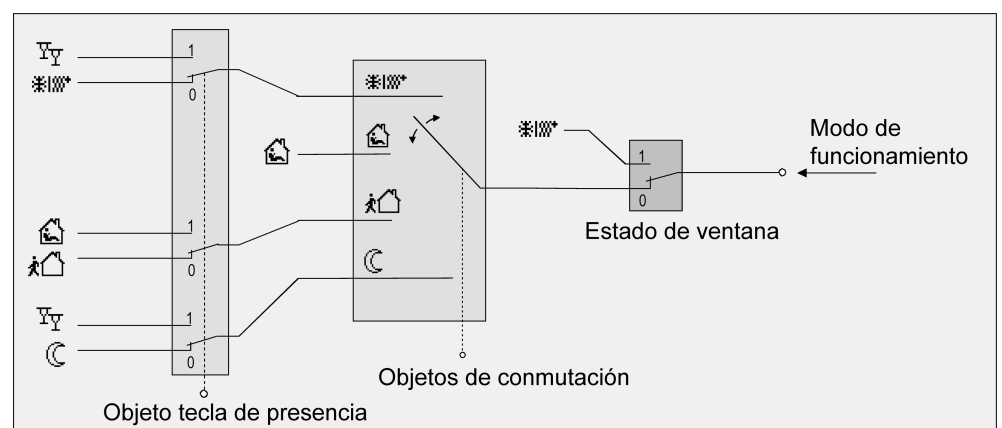 1
0
1
0
1
0
1
0
Modo de
funcionamiento
Estado de ventana
Objetos de conmutación
Objeto tecla de presencia